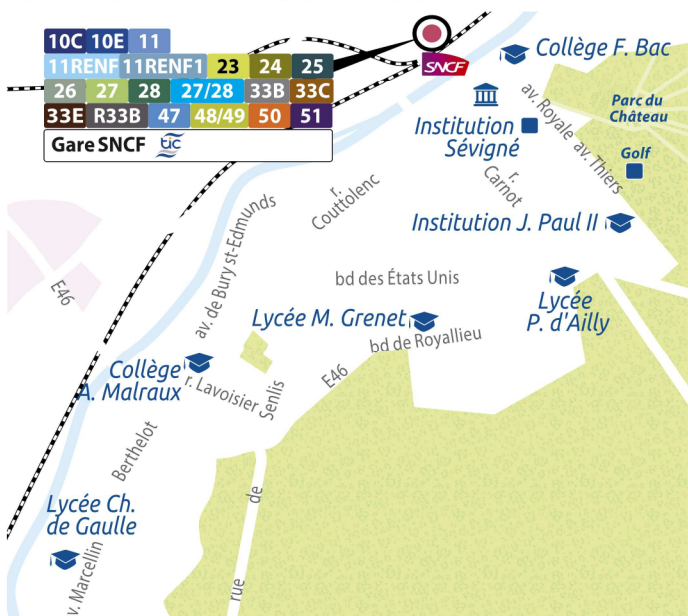 10C 10E 11
11RENF 11RENF1 23 24 25
26 27 28 27/28 33B 33C
33E R33B 47 48/49 50 51
Gare SNCF tic
SNCF
Collège F. Bac
Institution
Sévigné
av. Royale
av. Thiers
Parc du
Château
Golf
r.
Carnot
r.
Couttolenc
Institution J. Paul II
av. de Bury st-Edmunds
E46
bd des États Unis
Lycée
P. d'Ailly
Lycée M. Grenet
bd de Royallieu
E46
Collège
A. Malraux
r. Lavoisier
Senlis
Berthelot
Lycée Ch.
de Gaulle
v. Marcellin
de
rue